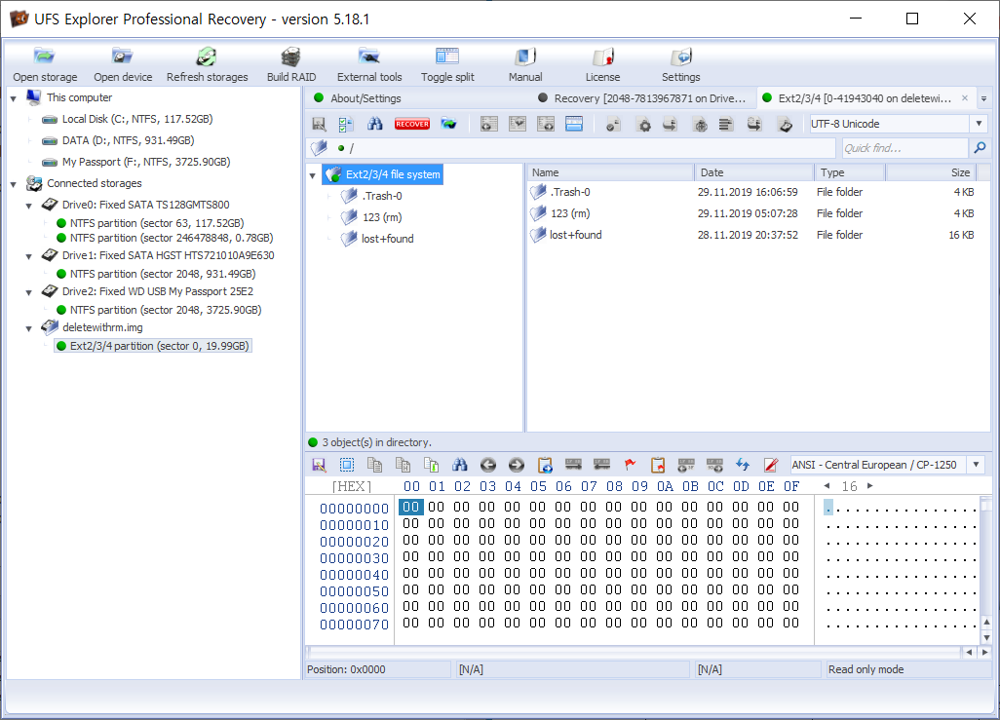 UFS Explorer Professional Recovery - version 5.18.1
Open storage Open device Refresh storages Build RAID External tools Toggle split Manual License Settings
This computer
Local Disk (C:, NTFS, 117.52GB)
DATA (D:, NTFS, 931.49GB)
My Passport (F:, NTFS, 3725.90GB)
Connected storages
Drive0: Fixed SATA TS128GMTS800
NTFS partition (sector 63, 117.52GB)
NTFS partition (sector 246478848, 0.78GB)
Drive1: Fixed SATA HGST HTS721010A9E630
NTFS partition (sector 2048, 931.49GB)
Drive2: Fixed WD USB My Passport 25E2
NTFS partition (sector 2048, 3725.90GB)
deletewithrm.img
Ext2/3/4 partition (sector 0, 19.99GB)
About/Settings Recovery [2048-7813967871 on Drive... Ext2/3/4 [0-41943040 on deletewi...
RECOVER UTF-8 Unicode
/ Quick find...
Ext2/3/4 file system
.Trash-0
123 (rm)
lost+found
Name Date Type Size
.Trash-0 29.11.2019 16:06:59 File folder 4 KB
123 (rm) 29.11.2019 05:07:28 File folder 4 KB
lost+found 28.11.2019 20:37:52 File folder 16 KB
3 object(s) in directory.
ANSI - Central European / CP-1250
[HEX] 00 01 02 03 04 05 06 07 08 09 0A 0B 0C 0D 0E 0F 16
00000000 00 00 00 00 00 00 00 00 00 00 00 00 00 00 00 00 ................
00000010 00 00 00 00 00 00 00 00 00 00 00 00 00 00 00 00 ................
00000020 00 00 00 00 00 00 00 00 00 00 00 00 00 00 00 00 ................
00000030 00 00 00 00 00 00 00 00 00 00 00 00 00 00 00 00 ................
00000040 00 00 00 00 00 00 00 00 00 00 00 00 00 00 00 00 ................
00000050 00 00 00 00 00 00 00 00 00 00 00 00 00 00 00 00 ................
00000060 00 00 00 00 00 00 00 00 00 00 00 00 00 00 00 00 ................
00000070 00 00 00 00 00 00 00 00 00 00 00 00 00 00 00 00 ................
Position: 0x0000 [N/A] [N/A] Read only mode